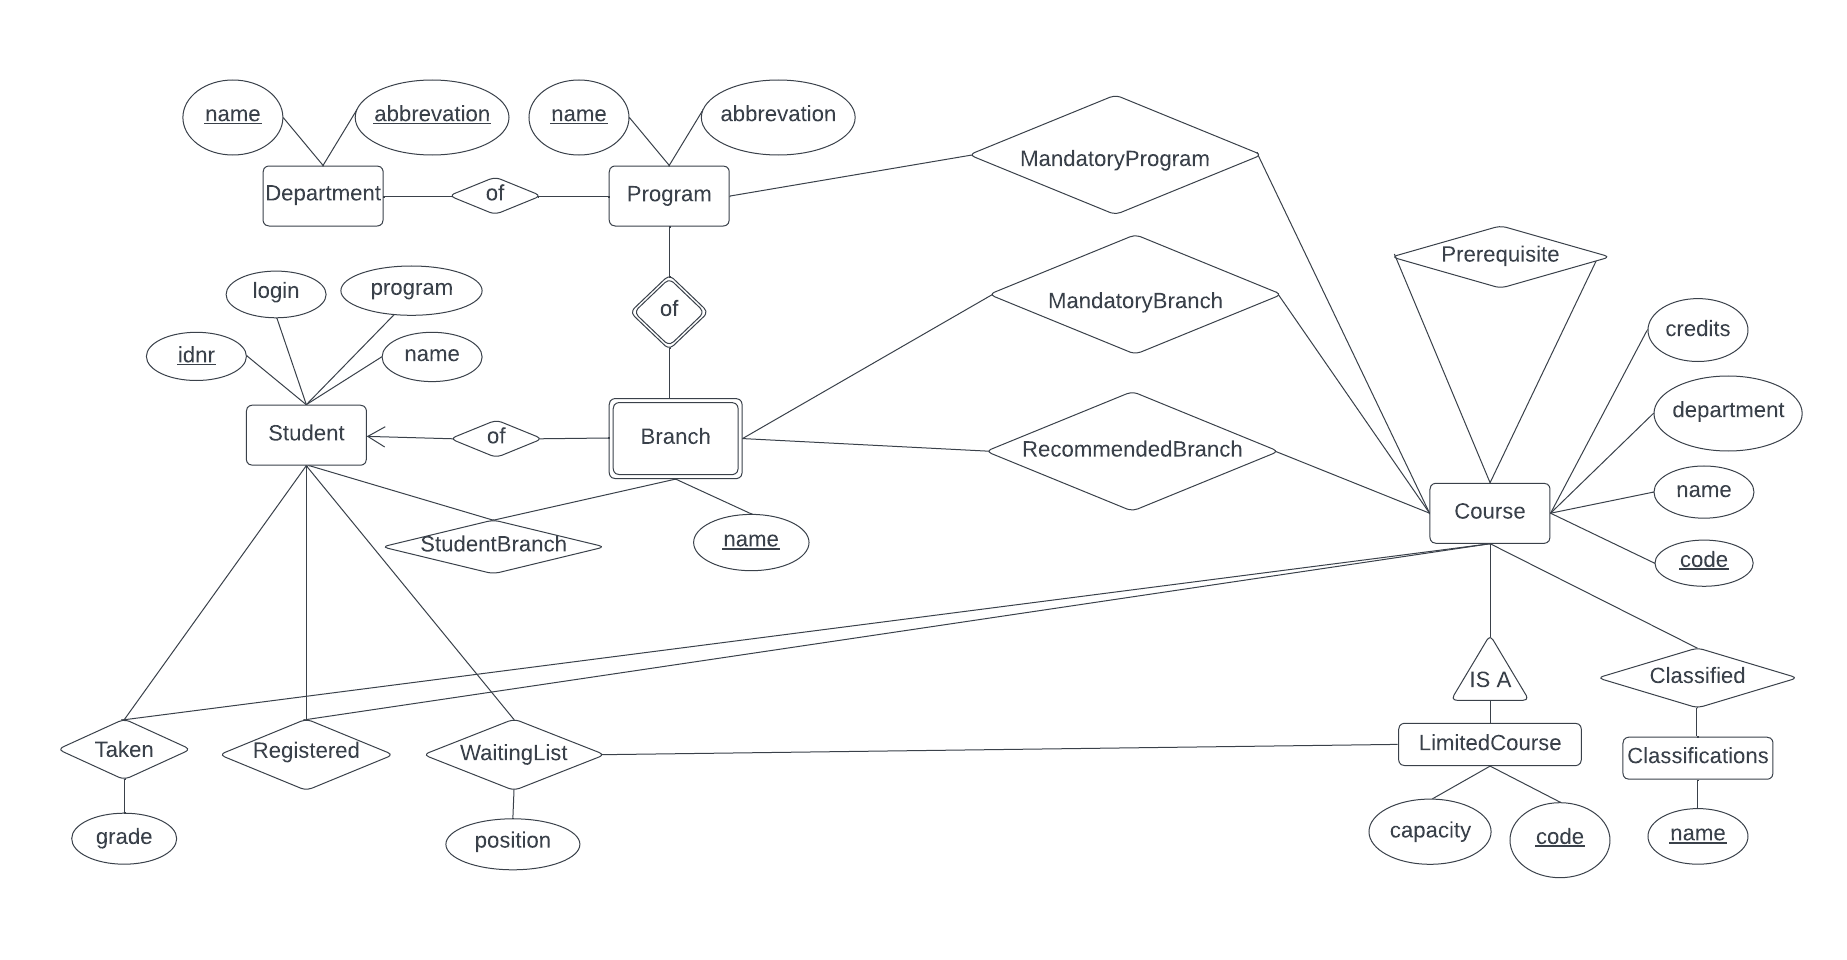 name
abbrevation
name
abbrevation
MandatoryProgram
Department
of
Program
Prerequisite
login
program
of
MandatoryBranch
credits
idnr
name
department
Student
of
Branch
RecommendedBranch
name
Course
StudentBranch
name
code
IS A
Classified
Taken
Registered
WaitingList
LimitedCourse
Classifications
grade
position
capacity
code
name